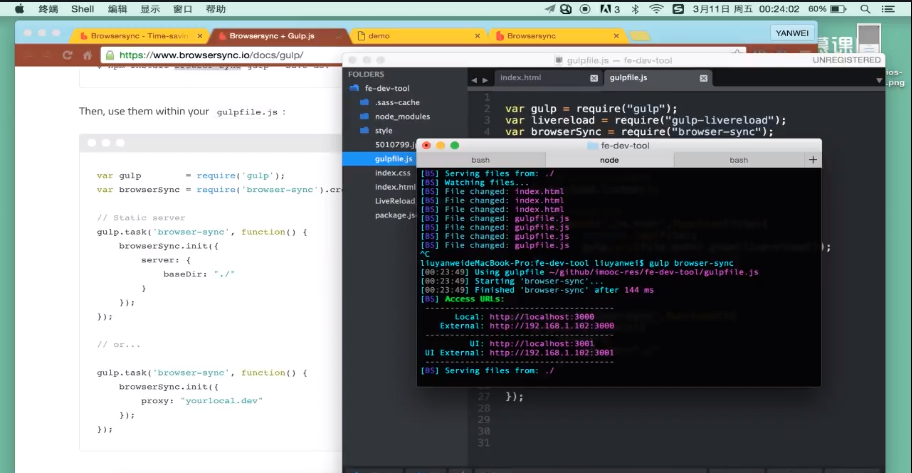 终端 Shell 编辑 显示 窗口 帮助
3月11日 周五 00:24:02 60%
Browsersync - Time-savin
Browsersync + Gulp.js
demo
Browsersync
YANWEI
https://www.browsersync.io/docs/gulp/
Then, use them within your gulpfile.js :
var gulp = require('gulp');
var browserSync = require('browser-sync').cre
// Static server
gulp.task('browser-sync', function() {
browserSync.init({
server: {
baseDir: "./"
}
});
});
// or...
gulp.task('browser-sync', function() {
browserSync.init({
proxy: "yourlocal.dev"
});
});
gulpfile.js — fe-dev-tool
UNREGISTERED
FOLDERS
fe-dev-tool
.sass-cache
node_modules
style
5010799.j
gulpfile.js
index.css
index.html
LiveReload
package.js
index.html
gulpfile.js
1
2 var gulp = require("gulp");
3 var livereload = require("gulp-livereload");
4 var browserSync = require("browser-sync");
fe-dev-tool
bash
node
bash
[BS] Serving files from: ./
[BS] Watching files...
[BS] File changed: index.html
[BS] File changed: index.html
[BS] File changed: index.html
[BS] File changed: gulpfile.js
[BS] File changed: gulpfile.js
[BS] File changed: gulpfile.js
[BS] File changed: gulpfile.js
^C
liuyanweideMacBook-Pro:fe-dev-tool liuyanwei$ gulp browser-sync
[00:23:49] Using gulpfile ~/github/imooc-res/fe-dev-tool/gulpfile.js
[00:23:49] Starting 'browser-sync'...
[00:23:49] Finished 'browser-sync' after 144 ms
[BS] Access URLs:
Local: http://localhost:3000
External: http://192.168.1.102:3000
UI: http://localhost:3001
UI External: http://192.168.1.102:3001
[BS] Serving files from: ./
27 });
28
29
30
31
ios-
.png